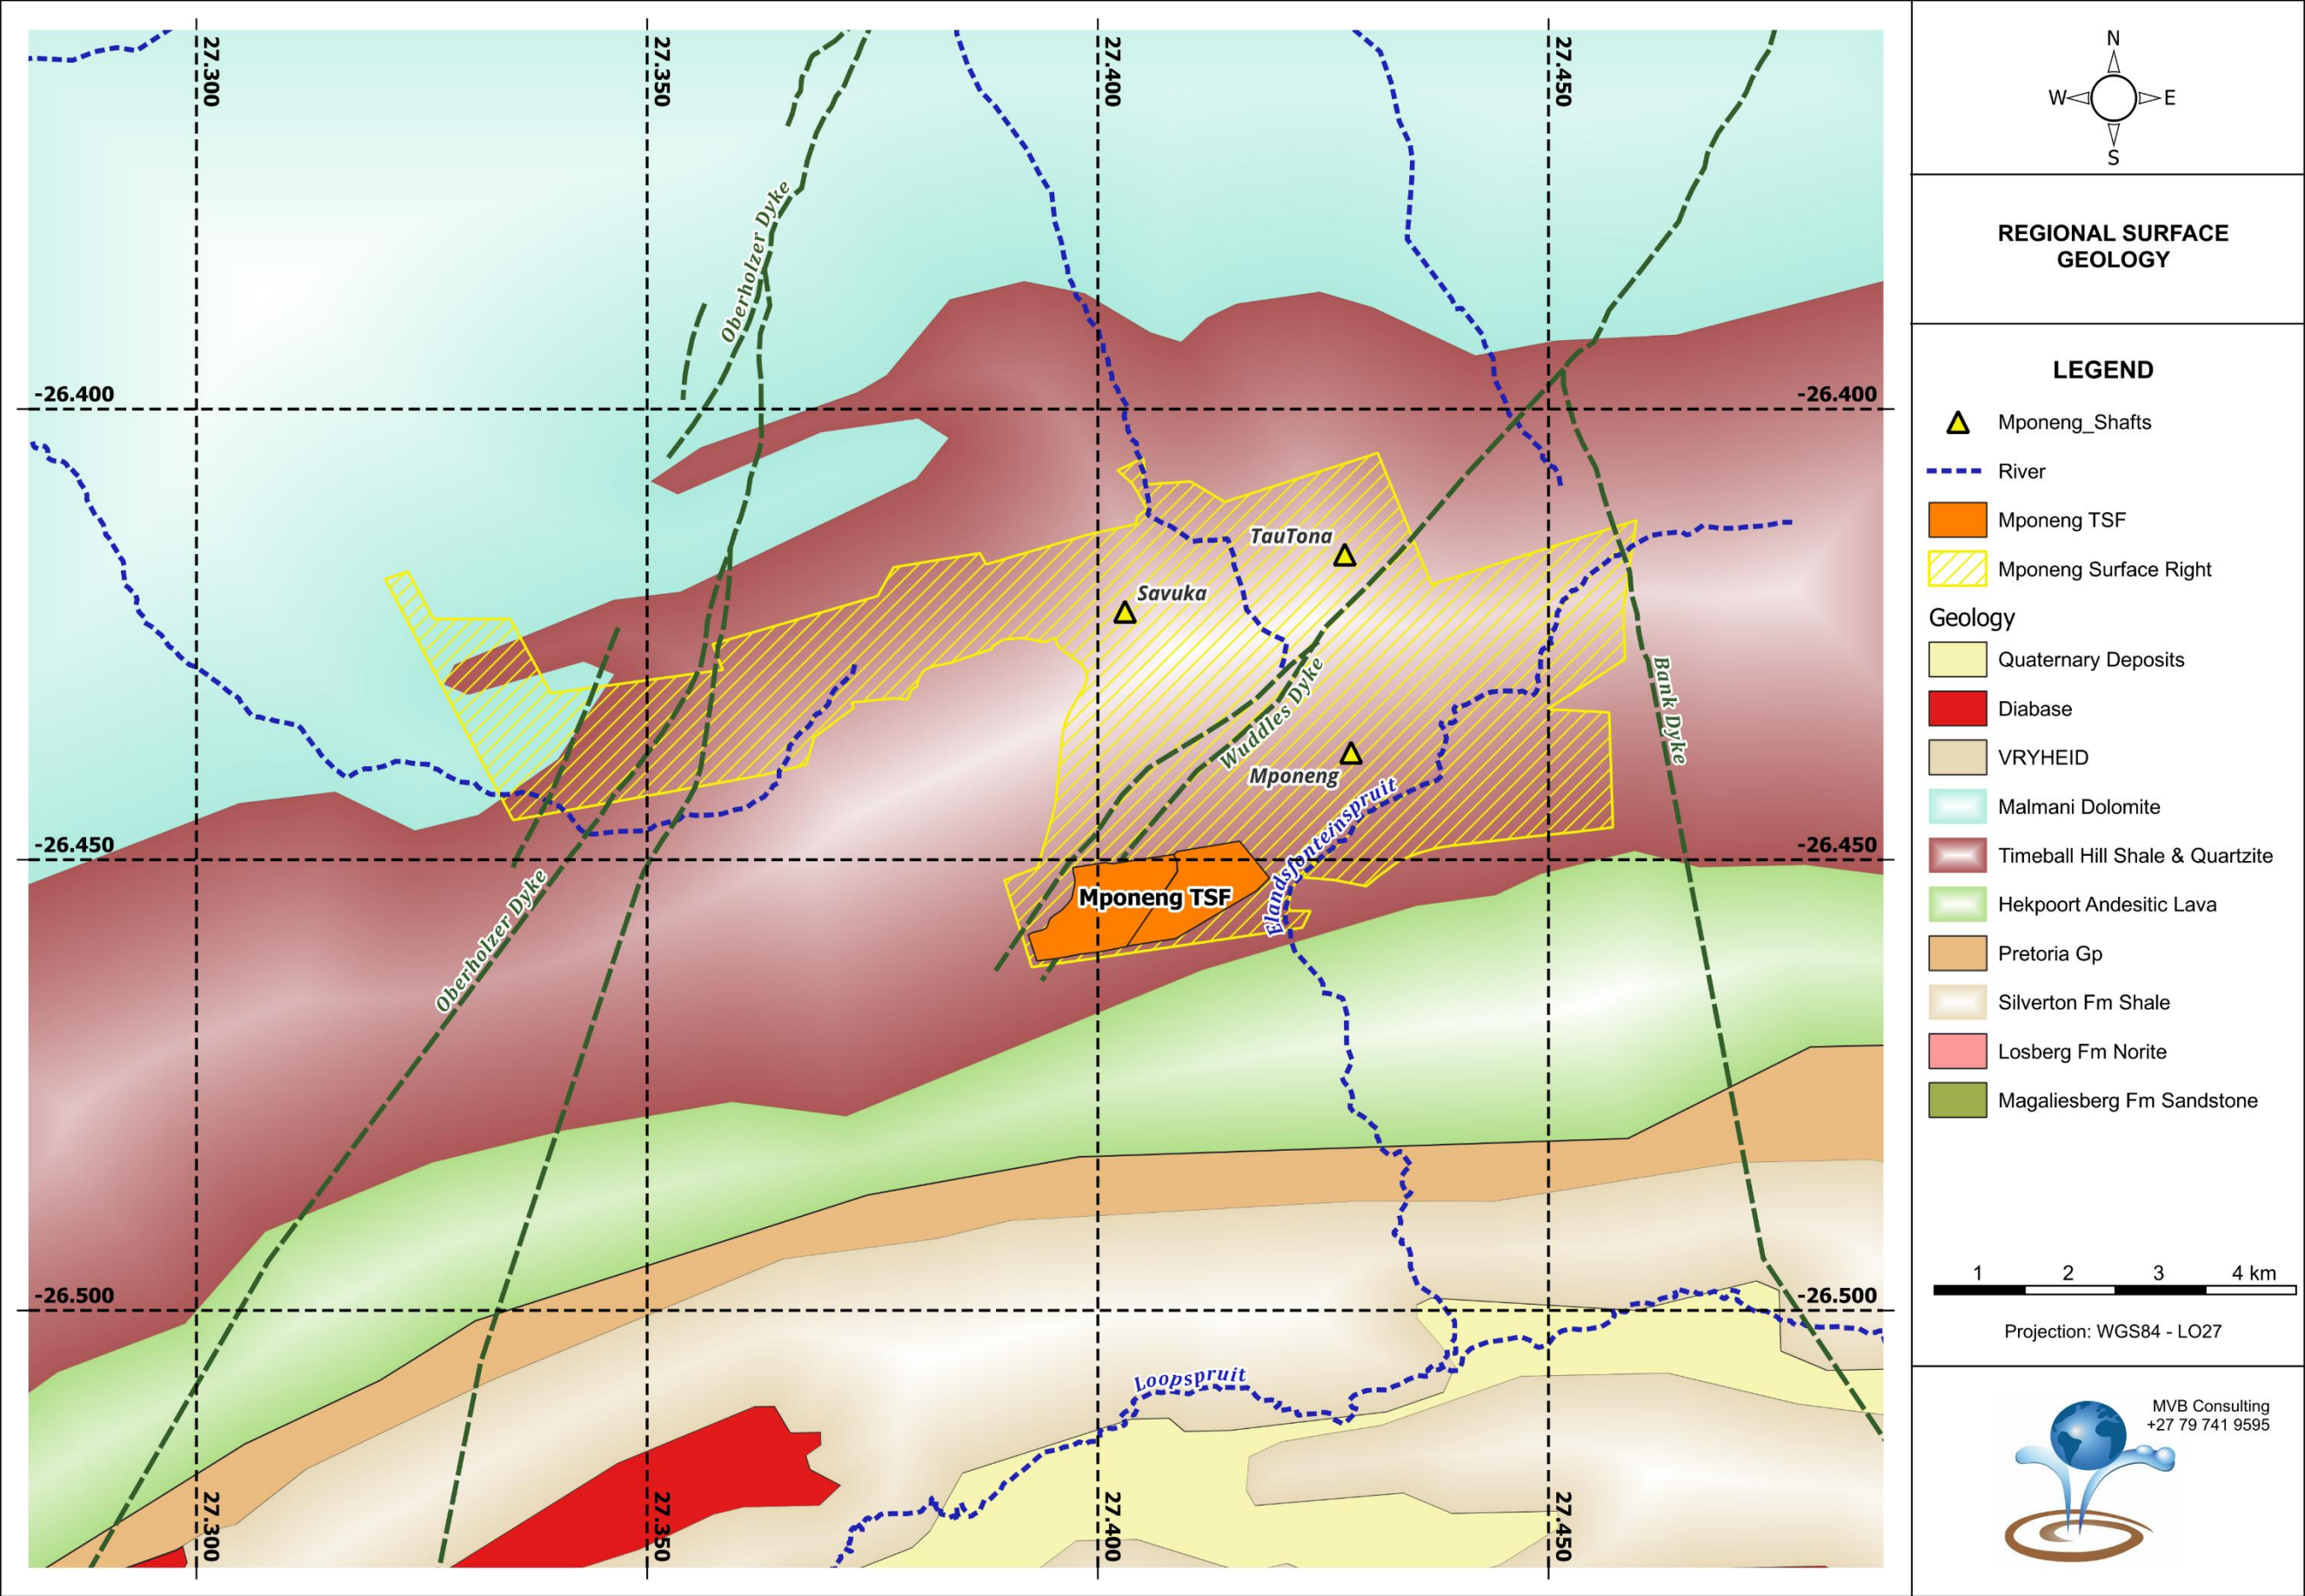 27.300
27.350
27.400
27.450
Oberholzer Dyke
-26.400
-26.400
TauTona
Savuka
Wuddles Dyke
Bank Dyke
Mponeng
Elandsfonteinspruit
-26.450
-26.450
Mponeng TSF
Oberholzer Dyke
-26.500
-26.500
Loopspruit
27.300
27.350
27.400
27.450
N
W
E
S
REGIONAL SURFACE
GEOLOGY
LEGEND
Mponeng_Shafts
River
Mponeng TSF
Mponeng Surface Right
Geology
Quaternary Deposits
Diabase
VRYHEID
Malmani Dolomite
Timeball Hill Shale & Quartzite
Hekpoort Andesitic Lava
Pretoria Gp
Silverton Fm Shale
Losberg Fm Norite
Magaliesberg Fm Sandstone
1 2 3 4 km
Projection: WGS84 - LO27
MVB Consulting
+27 79 741 9595